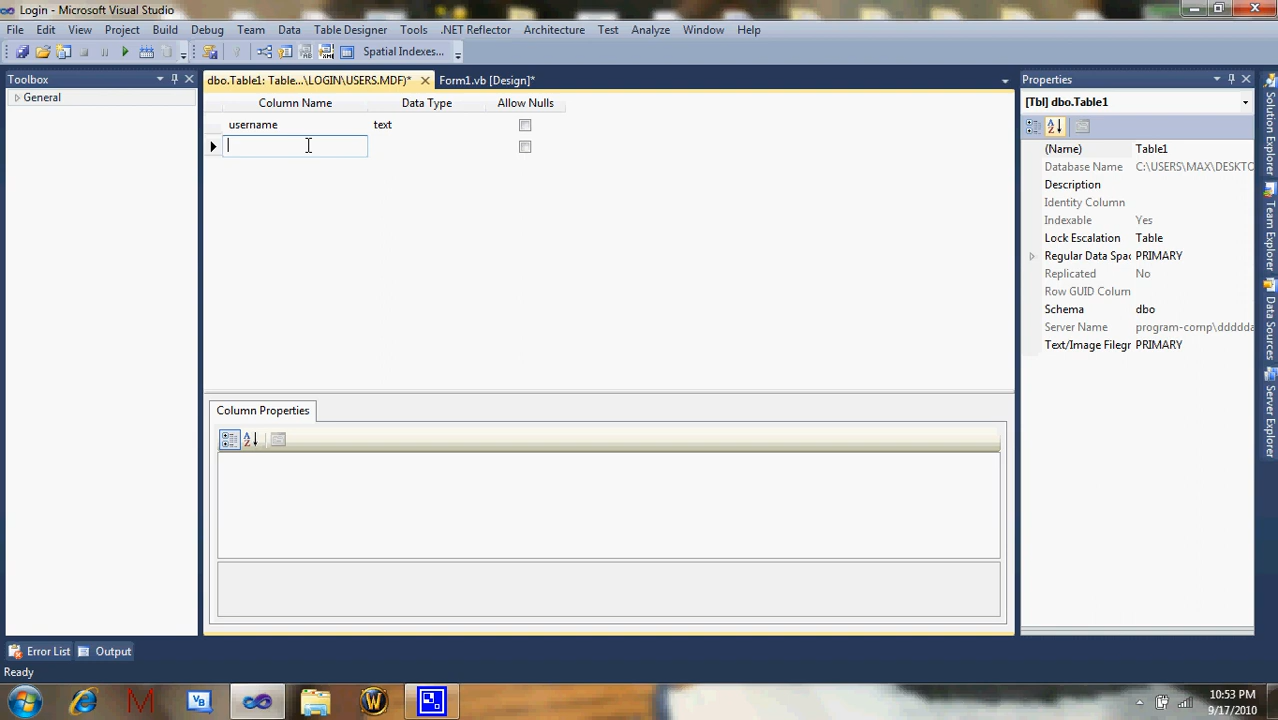 Login - Microsoft Visual Studio
File Edit View Project Build Debug Team Data Table Designer Tools .NET Reflector Architecture Test Analyze Window Help
Spatial Indexes...
Toolbox
General
dbo.Table1: Table...\LOGIN\USERS.MDF)*
Form1.vb [Design]*
Column Name Data Type Allow Nulls
username text
Column Properties
Properties
[Tbl] dbo.Table1
(Name) Table1
Database Name C:\USERS\MAX\DESKTO
Description
Identity Column
Indexable Yes
Lock Escalation Table
Regular Data Spac PRIMARY
Replicated No
Row GUID Colum
Schema dbo
Server Name program-comp\ddddda
Text/Image Filegr PRIMARY
Solution Explorer
Team Explorer
Data Sources
Server Explorer
Error List Output
Ready
10:53 PM
9/17/2010